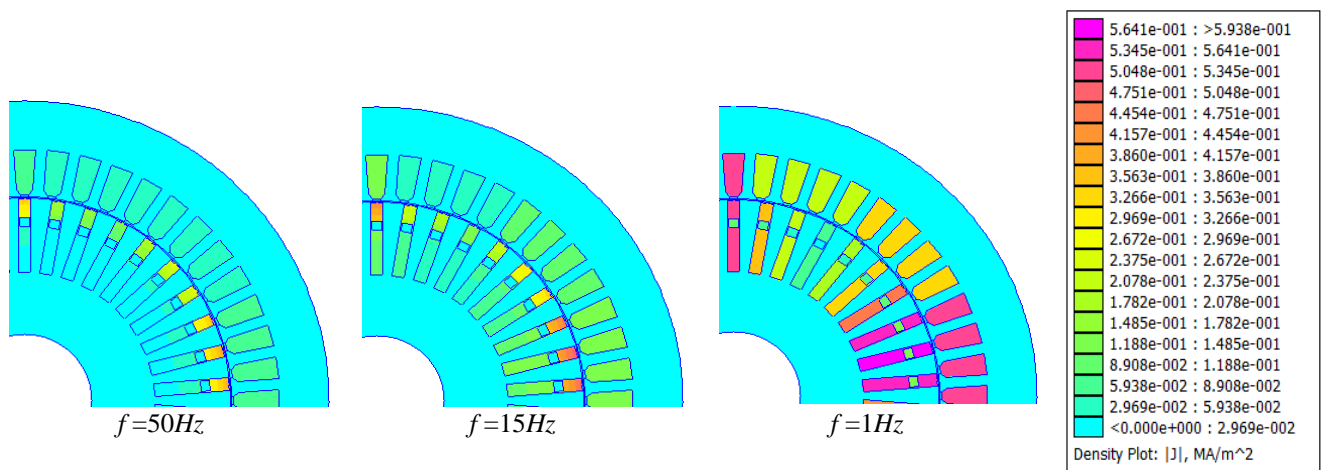 5.641e-001 : >5.938e-001
5.345e-001 : 5.641e-001
5.048e-001 : 5.345e-001
4.751e-001 : 5.048e-001
4.454e-001 : 4.751e-001
4.157e-001 : 4.454e-001
3.860e-001 : 4.157e-001
3.563e-001 : 3.860e-001
3.266e-001 : 3.563e-001
2.969e-001 : 3.266e-001
2.672e-001 : 2.969e-001
2.375e-001 : 2.672e-001
2.078e-001 : 2.375e-001
1.782e-001 : 2.078e-001
1.485e-001 : 1.782e-001
1.188e-001 : 1.485e-001
8.908e-002 : 1.188e-001
5.938e-002 : 8.908e-002
2.969e-002 : 5.938e-002
<0.000e+000 : 2.969e-002
Density Plot: |J|, MA/m^2
f=50Hz
f=15Hz
f=1Hz